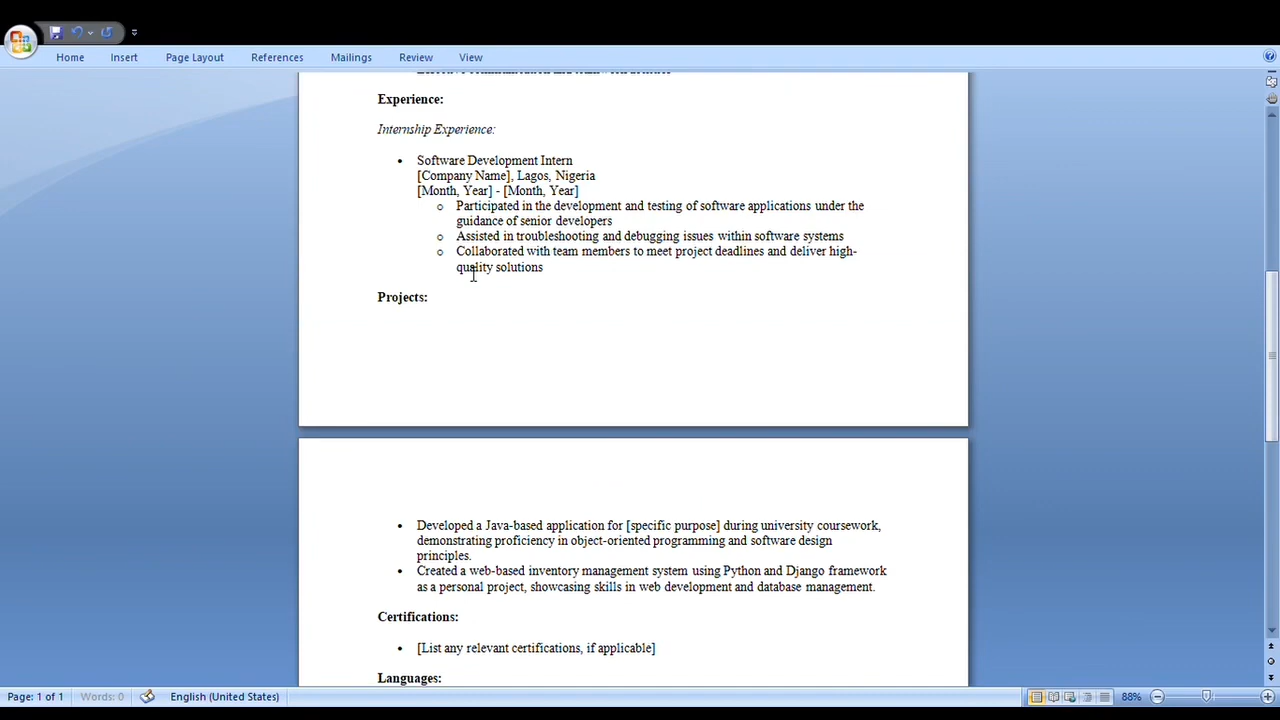 Home Insert Page Layout References Mailings Review View
Experience:
Internship Experience:
• Software Development Intern
[Company Name], Lagos, Nigeria
[Month, Year] - [Month, Year]
o Participated in the development and testing of software applications under the
guidance of senior developers
o Assisted in troubleshooting and debugging issues within software systems
o Collaborated with team members to meet project deadlines and deliver high-
quality solutions
Projects:
• Developed a Java-based application for [specific purpose] during university coursework,
demonstrating proficiency in object-oriented programming and software design
principles.
• Created a web-based inventory management system using Python and Django framework
as a personal project, showcasing skills in web development and database management.
Certifications:
• [List any relevant certifications, if applicable]
Languages:
Page: 1 of 1 Words: 0 English (United States) 88%